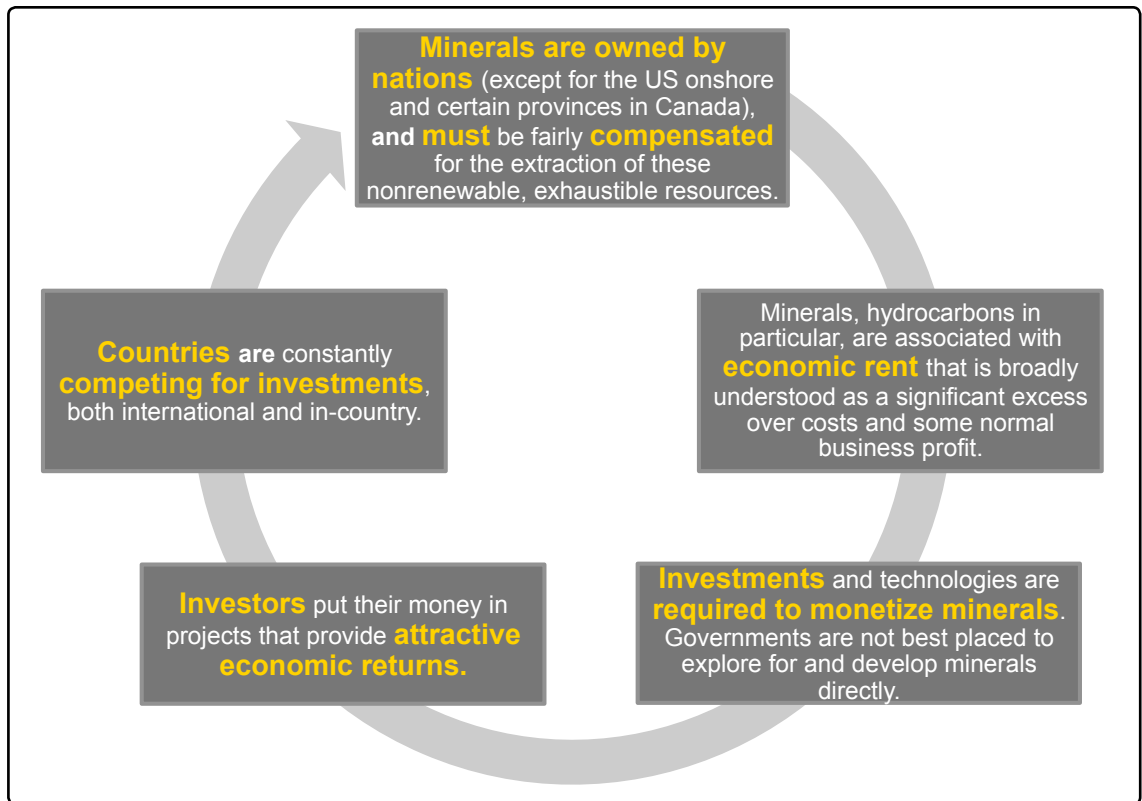 Minerals are owned by
nations (except for the US onshore
and certain provinces in Canada),
and must be fairly compensated
for the extraction of these
nonrenewable, exhaustible resources.
Minerals, hydrocarbons in
particular, are associated with
economic rent that is broadly
understood as a significant excess
over costs and some normal
business profit.
Investments and technologies are
required to monetize minerals.
Governments are not best placed to
explore for and develop minerals
directly.
Investors put their money in
projects that provide attractive
economic returns.
Countries are constantly
competing for investments,
both international and in-country.